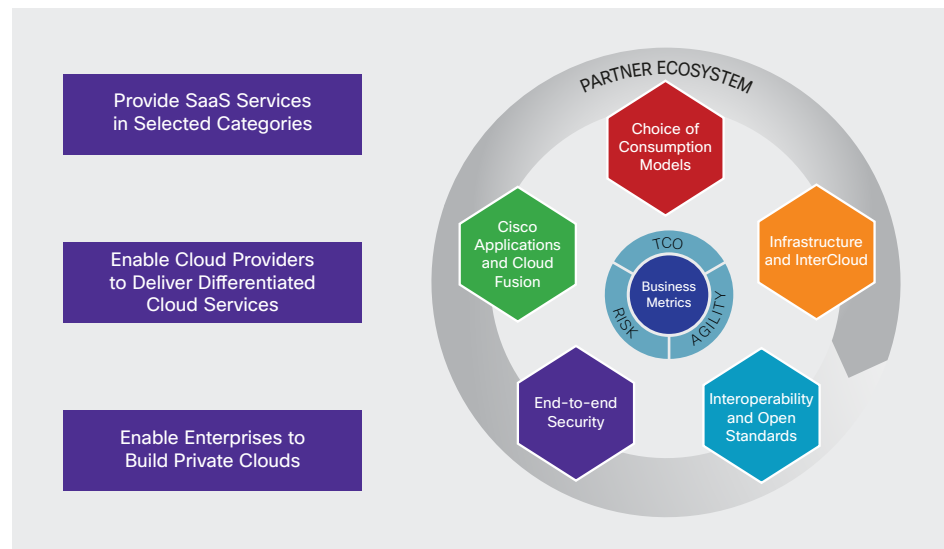 Provide SaaS Services
in Selected Categories
Enable Cloud Providers
to Deliver Differentiated
Cloud Services
Enable Enterprises to
Build Private Clouds
PARTNER ECOSYSTEM
Choice of
Consumption
Models
Cisco
Applications
and Cloud
Fusion
Infrastructure
and InterCloud
TCO
Business
Metrics
RISK
AGILITY
End-to-end
Security
Interoperability
and Open
Standards